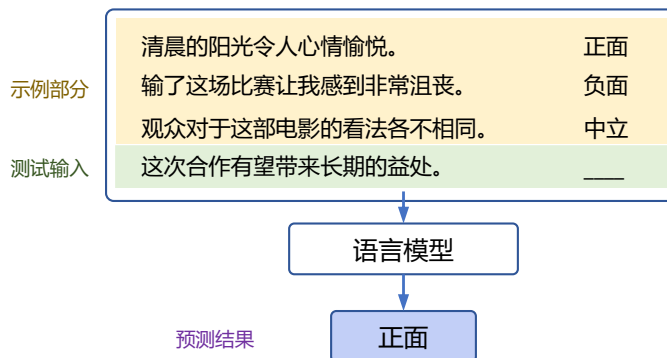 清晨的阳光令人心情愉悦。 正面
示例部分 输了这场比赛让我感到非常沮丧。 负面
观众对于这部电影的看法各不相同。 中立
测试输入 这次合作有望带来长期的益处。 ____
语言模型
预测结果 正面